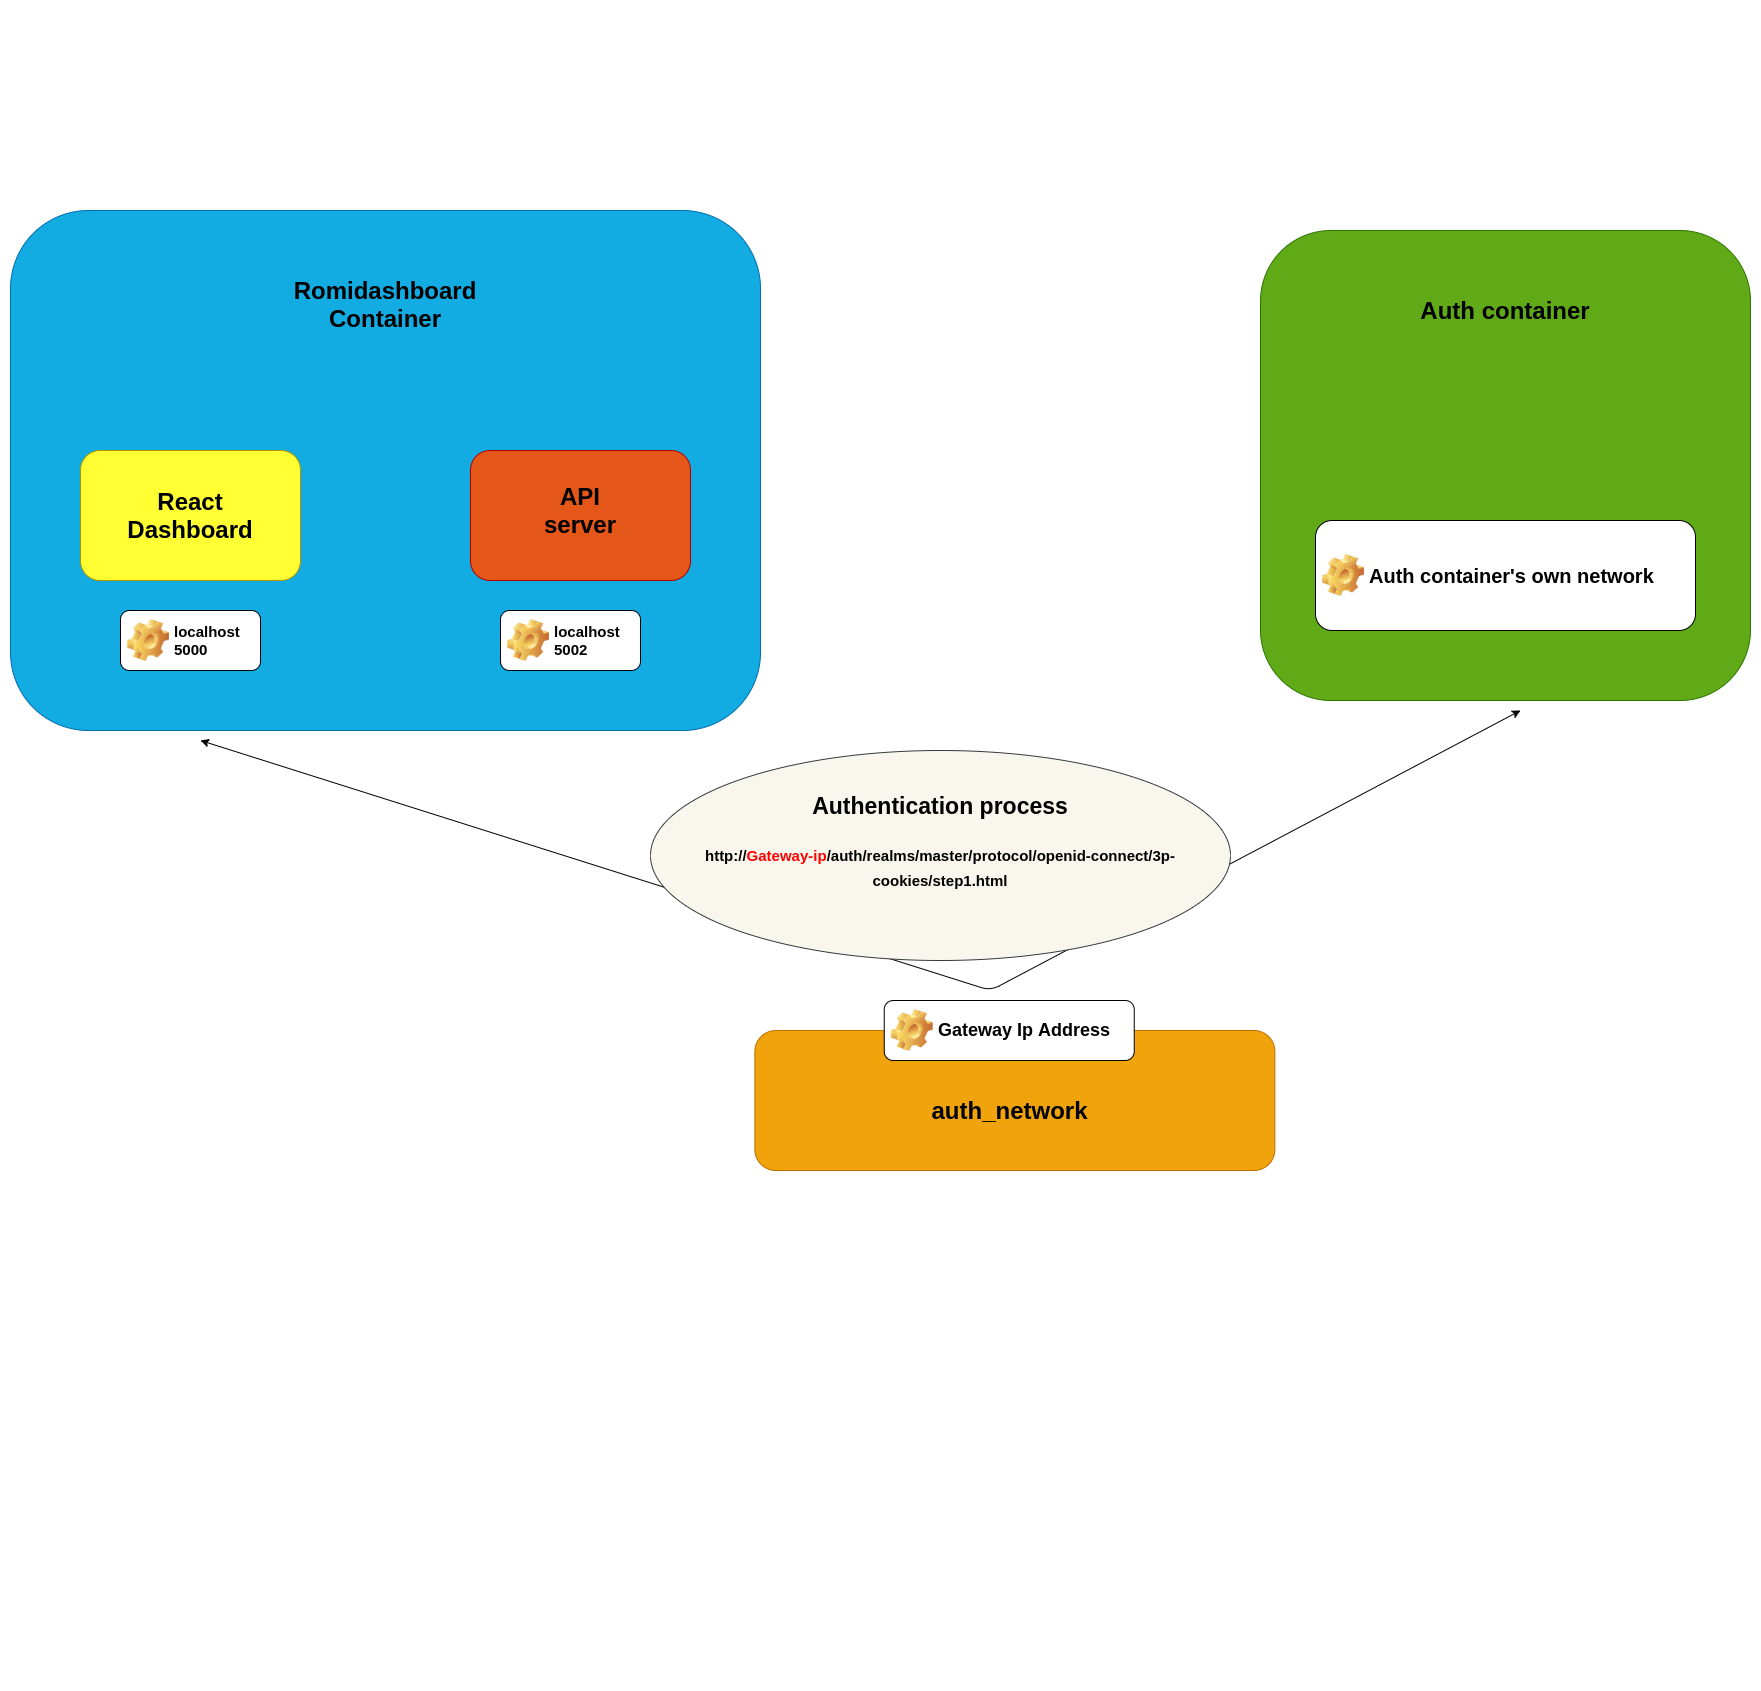 Romidashboard
Container
Auth container
React
Dashboard
API
server
Auth container's own network
localhost
5000
localhost
5002
Authentication process
http://Gateway-ip/auth/realms/master/protocol/openid-connect/3p-
cookies/step1.html
Gateway Ip Address
auth_network